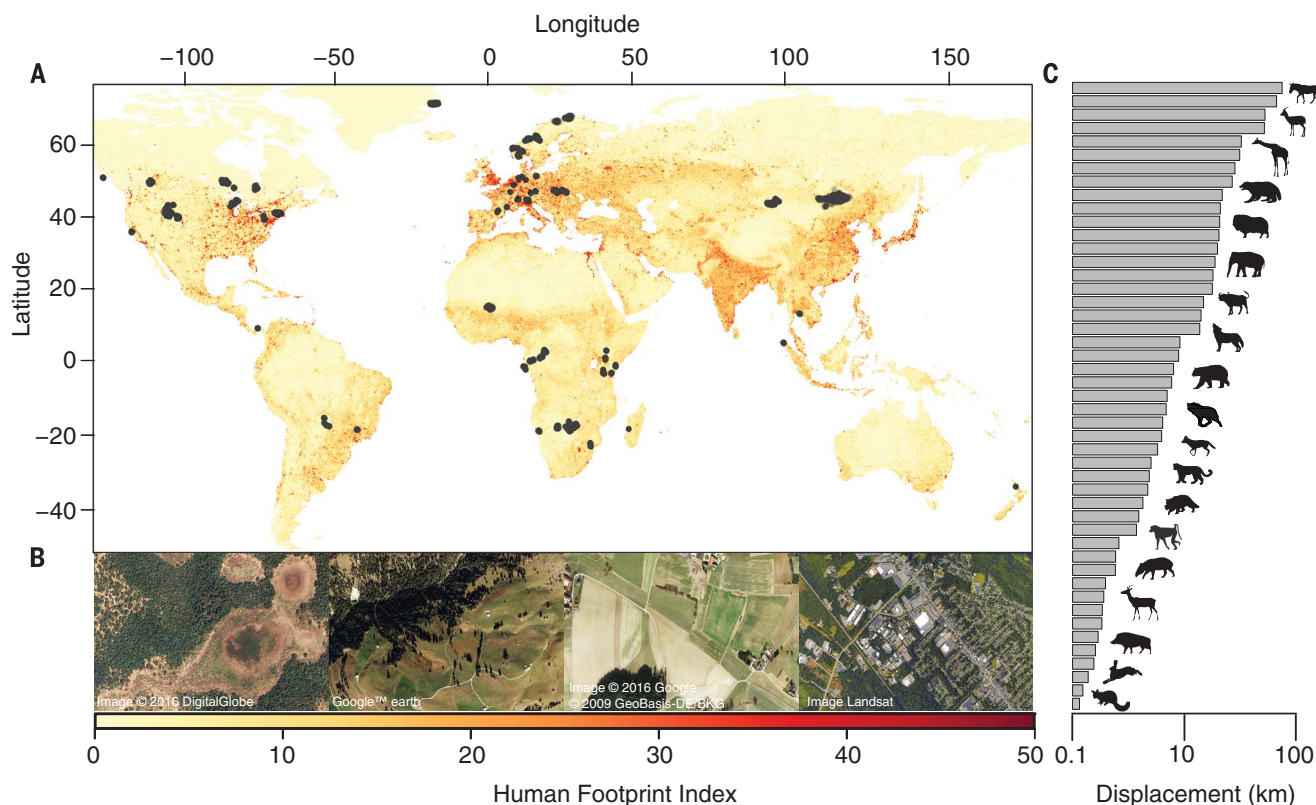 Longitude
−100 −50 0 50 100 150
A
C
Latitude
60
40
20
0
−20
−40
B
Image © 2016 DigitalGlobe
Google™ earth
Image © 2016 Google
© 2009 GeoBasis-DE/BKG
Image Landsat
0 10 20 30 40 50
Human Footprint Index
0.1 10 100
Displacement (km)